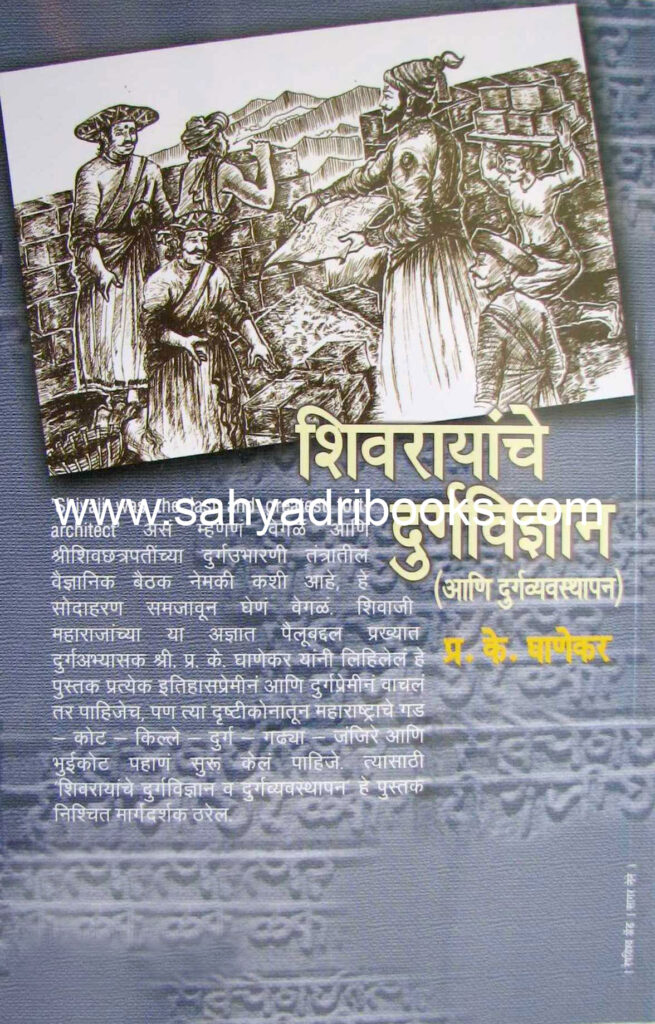 शिवरायांचे
दुर्गविज्ञान
(आणि दुर्गव्यवस्थापन)
प्र. के. घाणेकर
www.sahyadribooks.com
architect असं म्हणणं वेगळं आणि
श्रीशिवछत्रपतींच्या दुर्गउभारणी तंत्रातील
वैज्ञानिक बैठक नेमकी कशी आहे, हे
सोदाहरण समजावून घेणं वेगळं. शिवाजी
महाराजांच्या या अज्ञात पैलूबद्दल प्रख्यात
दुर्गअभ्यासक श्री. प्र. के. घाणेकर यांनी लिहिलेलं हे
पुस्तक प्रत्येक इतिहासप्रेमीनं आणि दुर्गप्रेमीनं वाचलं
तर पाहिजेच, पण त्या दृष्टीकोनातून महाराष्ट्राचे गड
– कोट – किल्ले – दुर्ग – गढ्या – जंजिरे आणि
भुईकोट पहाणं सुरू केलं पाहिजे. त्यासाठी
'शिवरायांचे दुर्गविज्ञान व दुर्गव्यवस्थापन' हे पुस्तक
निश्चित मार्गदर्शक ठरेल.